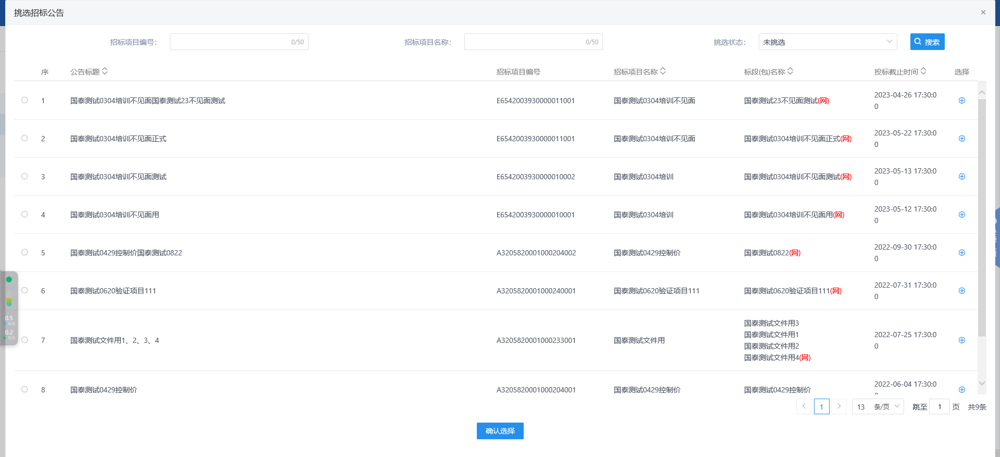 挑选招标公告
招标项目编号： 0/50 招标项目名称： 0/50 挑选状态： 未挑选 搜索
序 公告标题 招标项目编号 招标项目名称 标段(包)名称 投标截止时间 选择
1 国泰测试0304培训不见面国泰测试23不见面测试 E6542003930000011001 国泰测试0304培训不见面 国泰测试23不见面测试(网) 2023-04-26 17:30:0
0
2 国泰测试0304培训不见面正式 E6542003930000011001 国泰测试0304培训不见面 国泰测试0304培训不见面正式(网) 2023-05-22 17:30:0
0
3 国泰测试0304培训不见面测试 E6542003930000010002 国泰测试0304培训 国泰测试0304培训不见面测试(网) 2023-05-13 17:30:0
0
4 国泰测试0304培训不见面用 E6542003930000010001 国泰测试0304培训 国泰测试0304培训不见面用(网) 2023-05-12 17:30:0
0
5 国泰测试0429控制价国泰测试0822 A3205820001000204002 国泰测试0429控制价 国泰测试0822(网) 2022-09-30 17:30:0
0
6 国泰测试0620验证项目111 A3205820001000240001 国泰测试0620验证项目111 国泰测试0620验证项目111(网) 2022-07-31 17:30:0
0
0.5
K/s
0.2
K/s
7 国泰测试文件用1、2、3、4 A3205820001000233001 国泰测试文件用 国泰测试文件用3
国泰测试文件用1
国泰测试文件用2
国泰测试文件用4(网)
2022-07-25 17:30:0
0
8 国泰测试0429控制价 A3205820001000204001 国泰测试0429控制价 国泰测试0429控制价 2022-06-04 17:30:0
1 13 条/页 跳至 1 页 共9条
确认选择